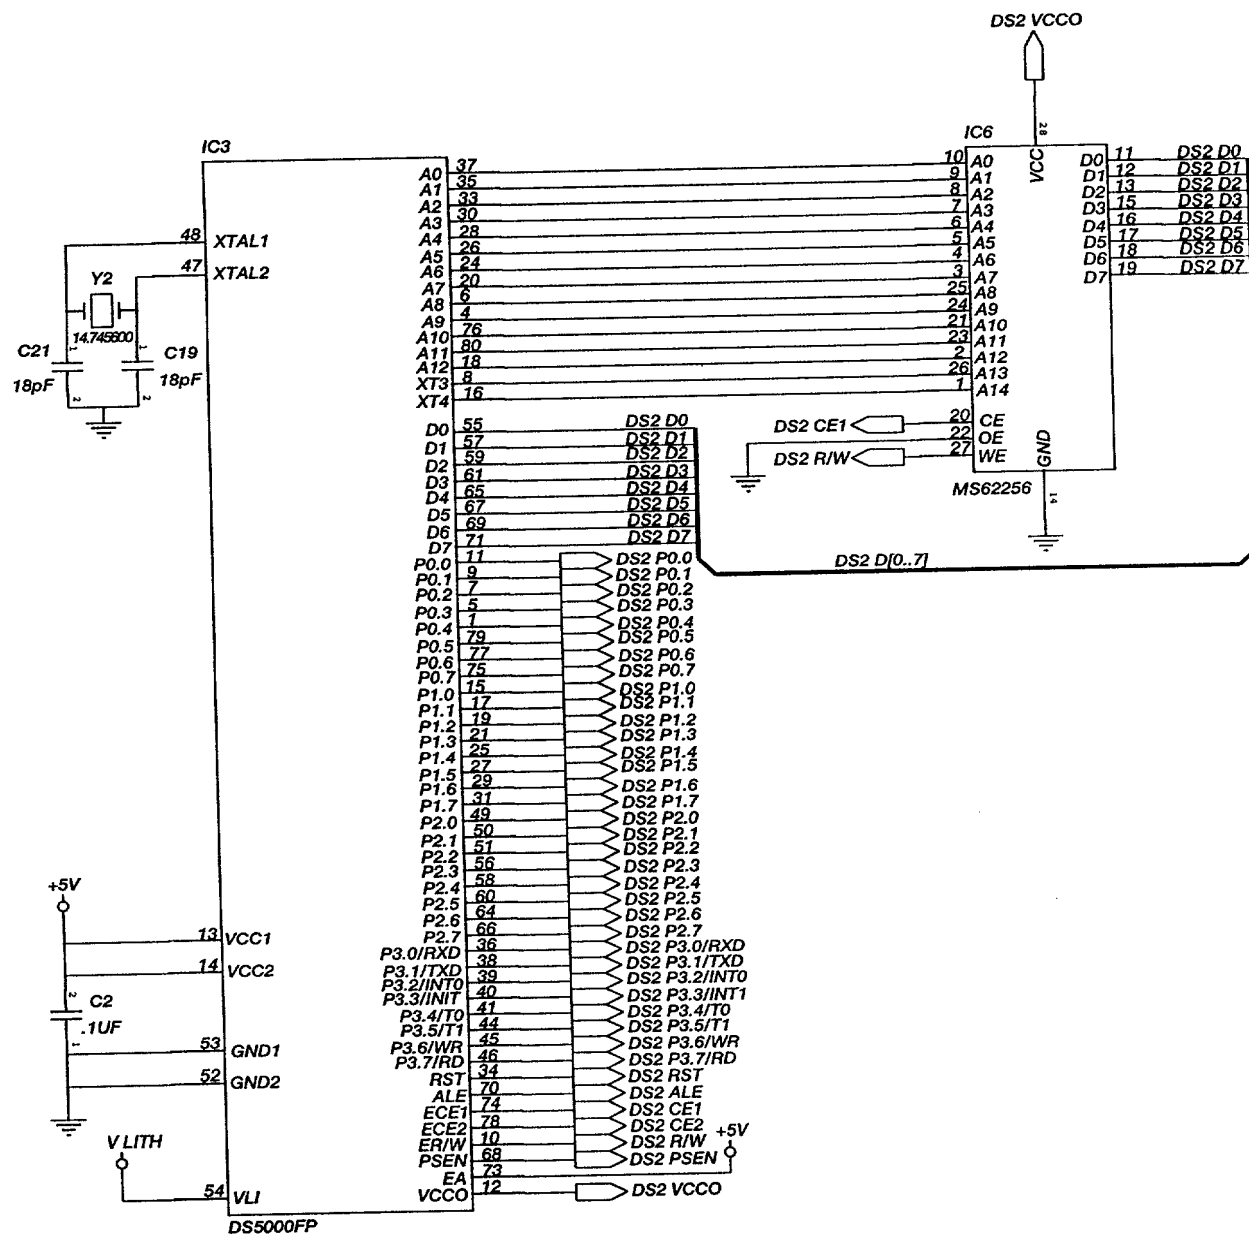 DS2 VCCO
28
IC6
VCC
10 A0
9 A1
8 A2
7 A3
6 A4
5 A5
4 A6
3 A7
25 A8
24 A9
21 A10
23 A11
2 A12
26 A13
1 A14
DS2 CE1 20 CE
22 OE
DS2 R/W 27 WE
GND
14
MS62256
D0 11 DS2 D0
D1 12 DS2 D1
D2 13 DS2 D2
D3 15 DS2 D3
D4 16 DS2 D4
D5 17 DS2 D5
D6 18 DS2 D6
D7 19 DS2 D7
IC3
48 XTAL1
47 XTAL2
Y2
14.745600
C21
18pF
1
2
C19
18pF
1
2
A0 37
A1 35
A2 33
A3 30
A4 28
A5 26
A6 24
A7 20
A8 6
A9 4
A10 76
A11 80
A12 18
XT3 8
XT4 16
D0 55 DS2 D0
D1 57 DS2 D1
D2 59 DS2 D2
D3 61 DS2 D3
D4 65 DS2 D4
D5 67 DS2 D5
D6 69 DS2 D6
D7 71 DS2 D7
DS2 D[0..7]
P0.0 11 DS2 P0.0
P0.1 9 DS2 P0.1
P0.2 7 DS2 P0.2
P0.3 5 DS2 P0.3
P0.4 1 DS2 P0.4
P0.5 79 DS2 P0.5
P0.6 77 DS2 P0.6
P0.7 75 DS2 P0.7
P1.0 15 DS2 P1.0
P1.1 17 DS2 P1.1
P1.2 19 DS2 P1.2
P1.3 21 DS2 P1.3
P1.4 25 DS2 P1.4
P1.5 27 DS2 P1.5
P1.6 29 DS2 P1.6
P1.7 31 DS2 P1.7
P2.0 49 DS2 P2.0
P2.1 50 DS2 P2.1
P2.2 51 DS2 P2.2
P2.3 56 DS2 P2.3
P2.4 58 DS2 P2.4
P2.5 60 DS2 P2.5
P2.6 64 DS2 P2.6
P2.7 66 DS2 P2.7
P3.0/RXD 36 DS2 P3.0/RXD
P3.1/TXD 38 DS2 P3.1/TXD
P3.2/INT0 39 DS2 P3.2/INT0
P3.3/INIT 40 DS2 P3.3/INT1
P3.4/T0 41 DS2 P3.4/T0
P3.5/T1 44 DS2 P3.5/T1
P3.6/WR 45 DS2 P3.6/WR
P3.7/RD 46 DS2 P3.7/RD
RST 34 DS2 RST
ALE 70 DS2 ALE
ECE1 74 DS2 CE1
ECE2 78 DS2 CE2
ER/W 10 DS2 R/W
PSEN 68 DS2 PSEN
EA 73 +5V
VCCO 12 DS2 VCCO
+5V
13 VCC1
14 VCC2
2
C2
.1UF
1
53 GND1
52 GND2
V LITH
54 VLI
DS5000FP